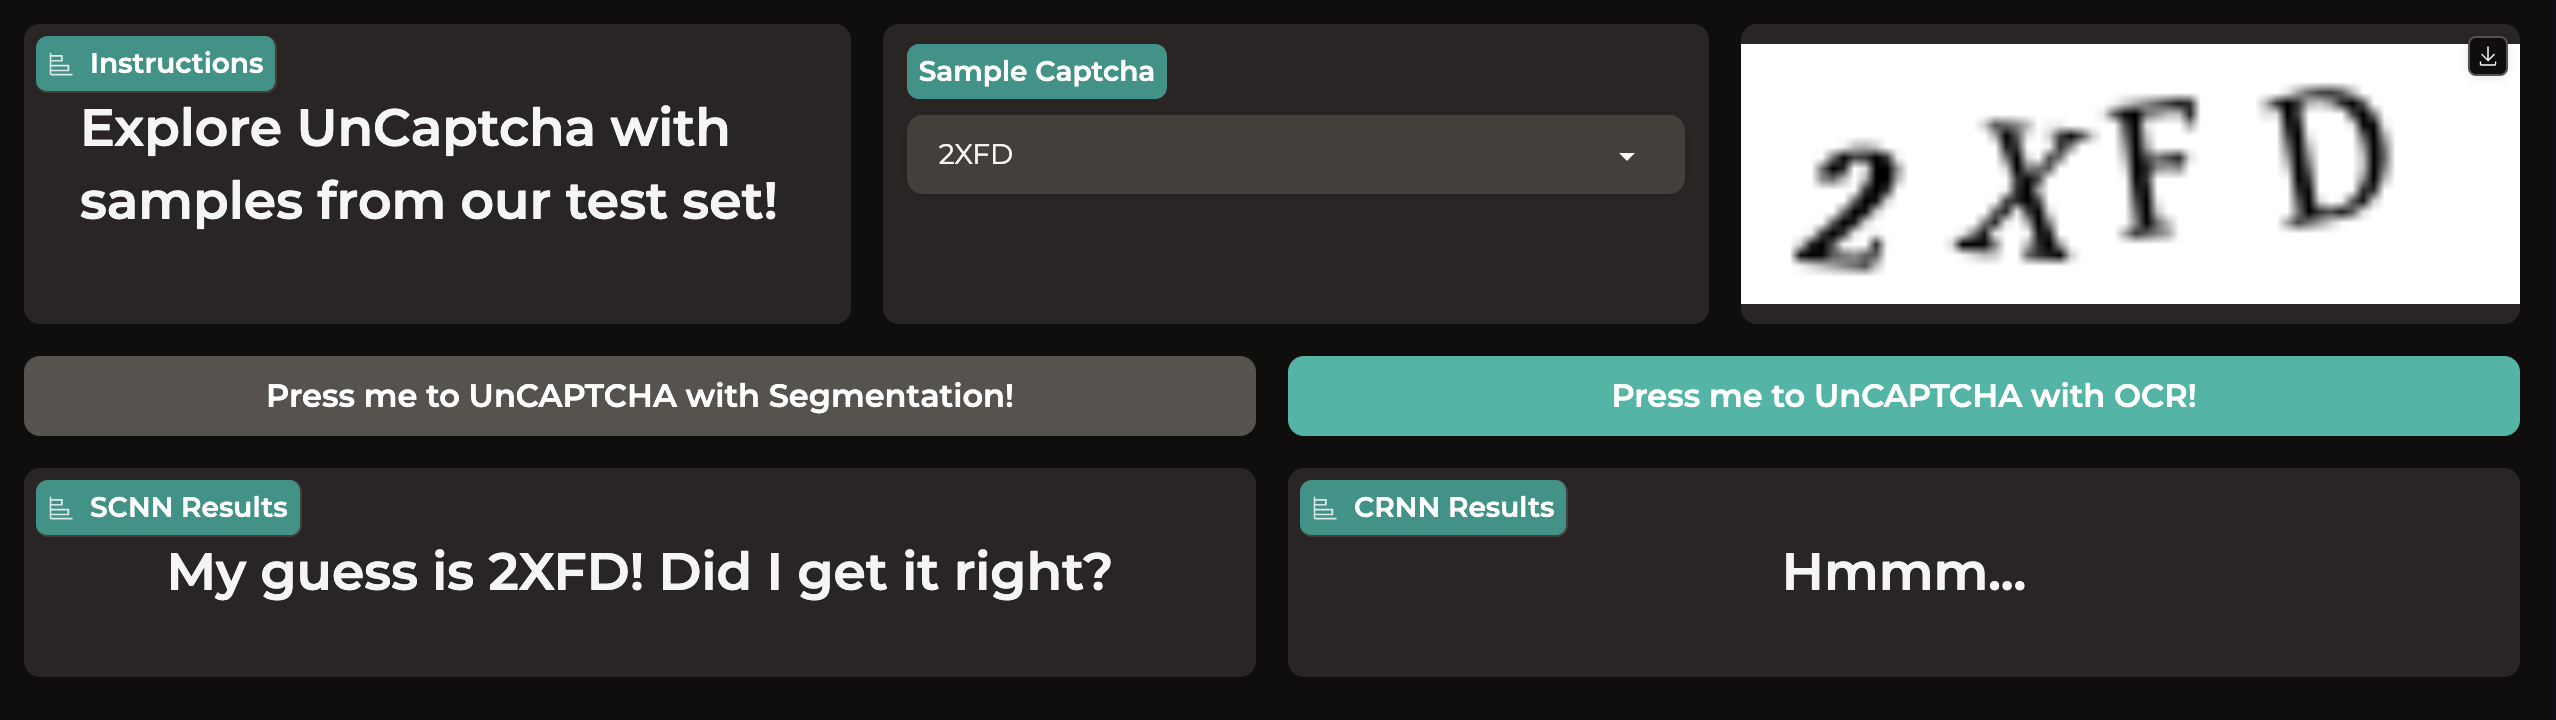 Instructions
Explore UnCaptcha with
samples from our test set!
Sample Captcha
2XFD
2XFD
Press me to UnCAPTCHA with Segmentation!
Press me to UnCAPTCHA with OCR!
SCNN Results
My guess is 2XFD! Did I get it right?
CRNN Results
Hmmm...